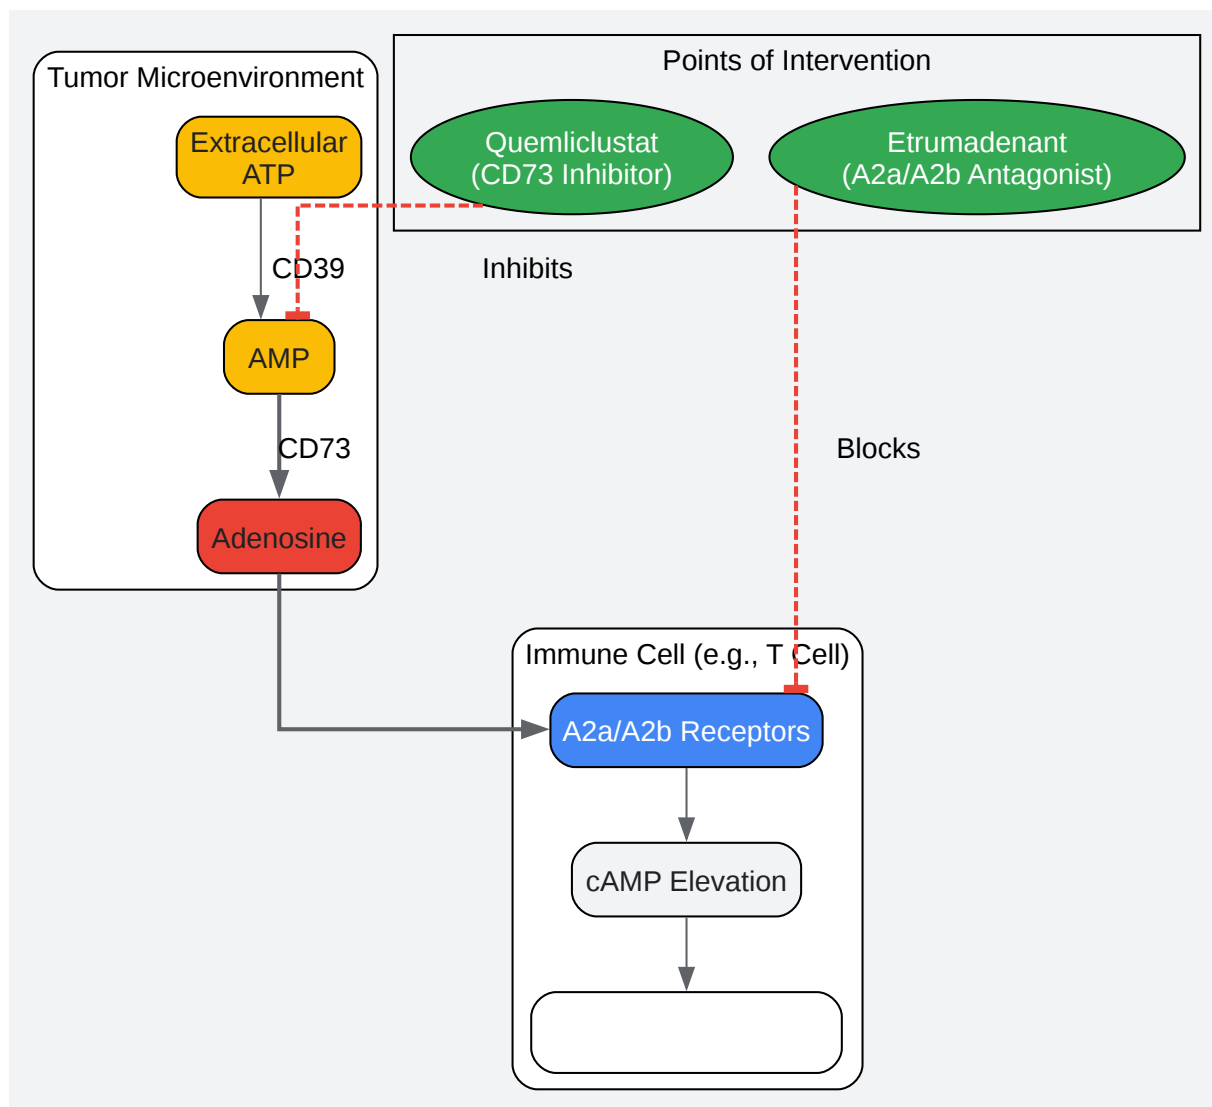 Tumor Microenvironment
Extracellular
ATP
CD39
AMP
CD73
Adenosine
Points of Intervention
Quemliclustat
(CD73 Inhibitor)
Etrumadenant
(A2a/A2b Antagonist)
Inhibits
Blocks
Immune Cell (e.g., T Cell)
A2a/A2b Receptors
cAMP Elevation